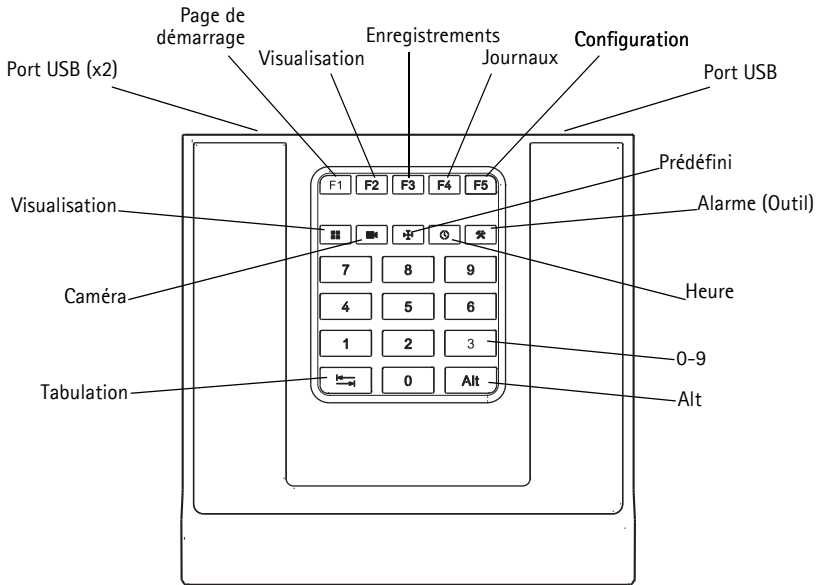 Page de
démarrage
Visualisation
Enregistrements
Journaux
Configuration
Port USB (x2)
Port USB
F1 F2 F3 F4 F5
Prédéfini
Visualisation
Alarme (Outil)
7 8 9
Caméra
Heure
4 5 6
1 2 3
0-9
Tabulation
0 Alt
Alt